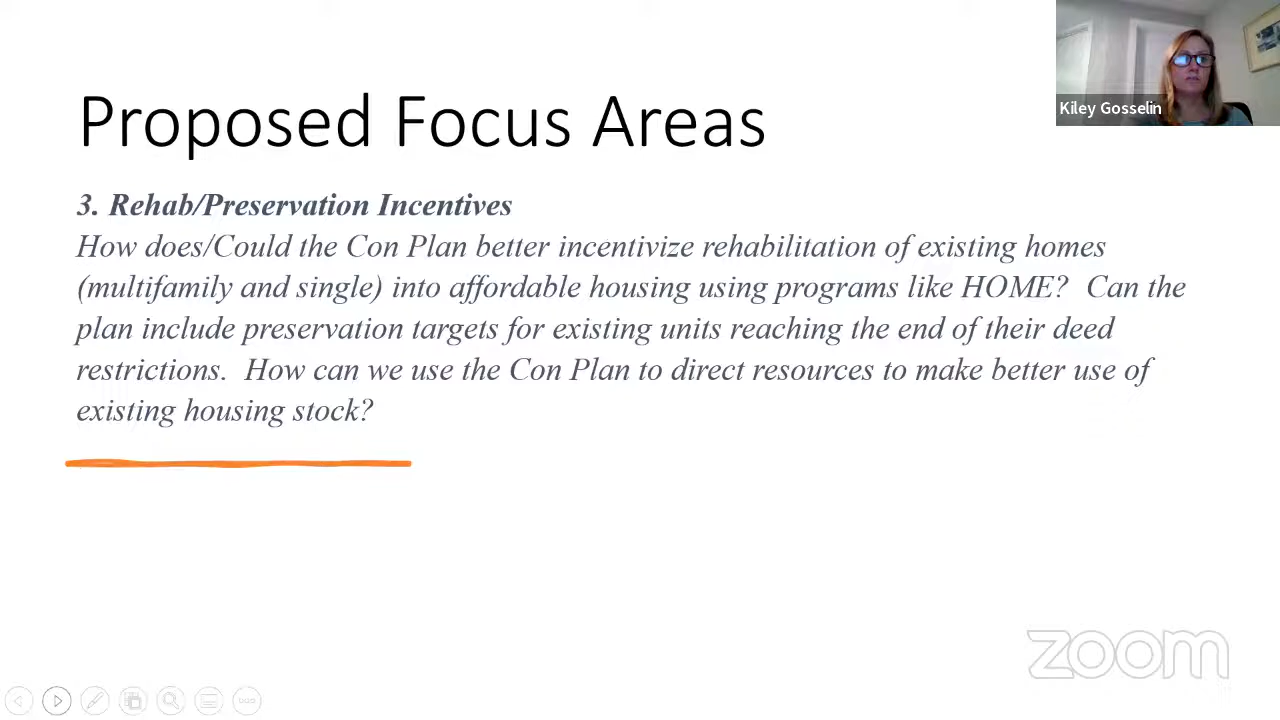 Kiley Gosselin
Proposed Focus Areas
3. Rehab/Preservation Incentives
How does/Could the Con Plan better incentivize rehabilitation of existing homes
(multifamily and single) into affordable housing using programs like HOME?  Can the
plan include preservation targets for existing units reaching the end of their deed
restrictions.  How can we use the Con Plan to direct resources to make better use of
existing housing stock?
zoom